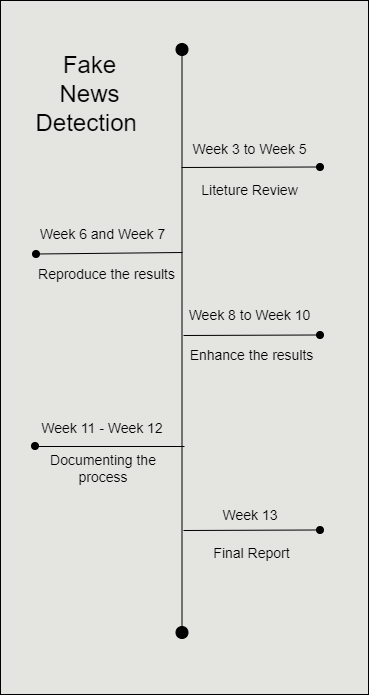 Fake
News
Detection
Week 3 to Week 5
Liteture Review
Week 6 and Week 7
Reproduce the results
Week 8 to Week 10
Enhance the results
Week 11 - Week 12
Documenting the
process
Week 13
Final Report